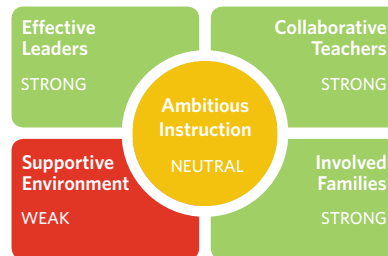 Effective
Leaders
STRONG
Collaborative
Teachers
STRONG
Ambitious
Instruction
NEUTRAL
Supportive
Environment
WEAK
Involved
Families
STRONG